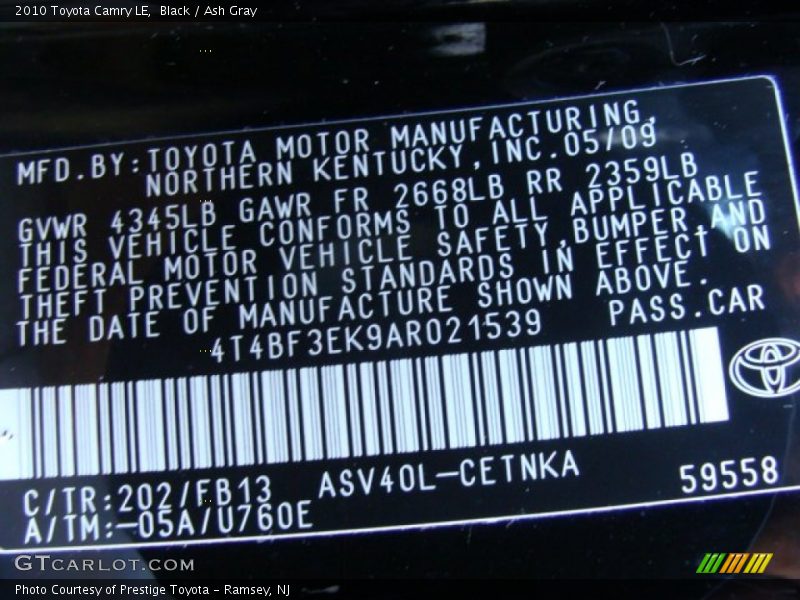 2010 Toyota Camry LE, Black / Ash Gray
MFD.BY:TOYOTA MOTOR MANUFACTURING,
NORTHERN KENTUCKY,INC.05/09
GVWR 4345LB GAWR FR 2668LB RR 2359LB
THIS VEHICLE CONFORMS TO ALL APPLICABLE
FEDERAL MOTOR VEHICLE SAFETY,BUMPER,AND
THEFT PREVENTION STANDARDS IN EFFECT ON
THE DATE OF MANUFACTURE SHOWN ABOVE.
4T4BF3EK9AR021539 PASS.CAR
C/TR:202/FB13 ASV40L-CETNKA 59558
A/TM:-05A/U760E
GTCARLOT.COM
Photo Courtesy of Prestige Toyota - Ramsey, NJ